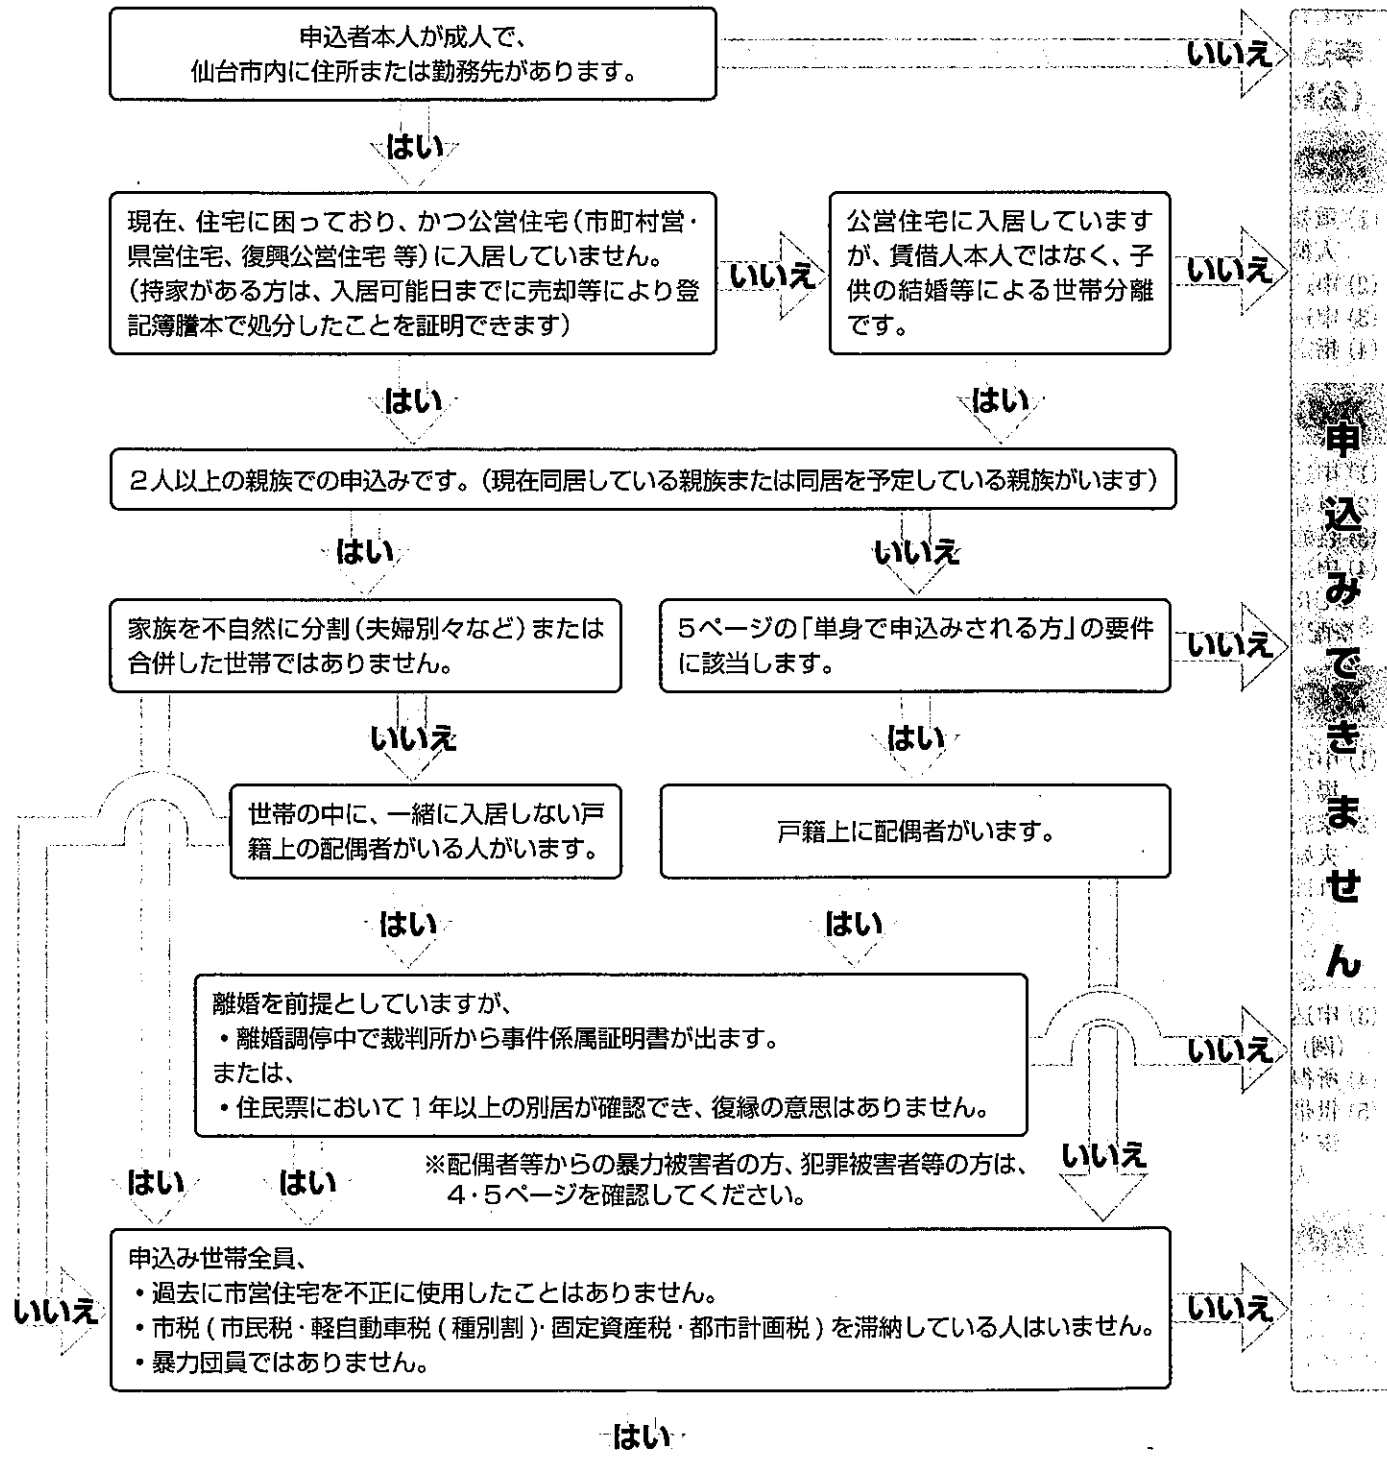 申込者本人が成人で、
仙台市内に住所または勤務先があります。
いいえ
はい
現在、住宅に困っており、かつ公営住宅(市町村営・
県営住宅、復興公営住宅 等)に入居していません。
(持家がある方は、入居可能日までに売却等により登
記簿謄本で処分したことを証明できます)
いいえ
公営住宅に入居しています
が、賃借人本人ではなく、子
供の結婚等による世帯分離
です。
いいえ
はい
はい
2人以上の親族での申込みです。(現在同居している親族または同居を予定している親族がいます)
はい
いいえ
家族を不自然に分割(夫婦別々など)または
合併した世帯ではありません。
5ページの「単身で申込みされる方」の要件
に該当します。
いいえ
いいえ
はい
世帯の中に、一緒に入居しない戸
籍上の配偶者がいる人がいます。
戸籍上に配偶者がいます。
はい
はい
離婚を前提としていますが、
・離婚調停中で裁判所から事件係属証明書が出ます。
または、
・住民票において1年以上の別居が確認でき、復縁の意思はありません。
いいえ
※配偶者等からの暴力被害者の方、犯罪被害者等の方は、
4・5ページを確認してください。
いいえ
はい
はい
申込み世帯全員、
・過去に市営住宅を不正に使用したことはありません。
・市税(市民税・軽自動車税(種別割)・固定資産税・都市計画税)を滞納している人はいません。
・暴力団員ではありません。
いいえ
いいえ
はい
申込みできません